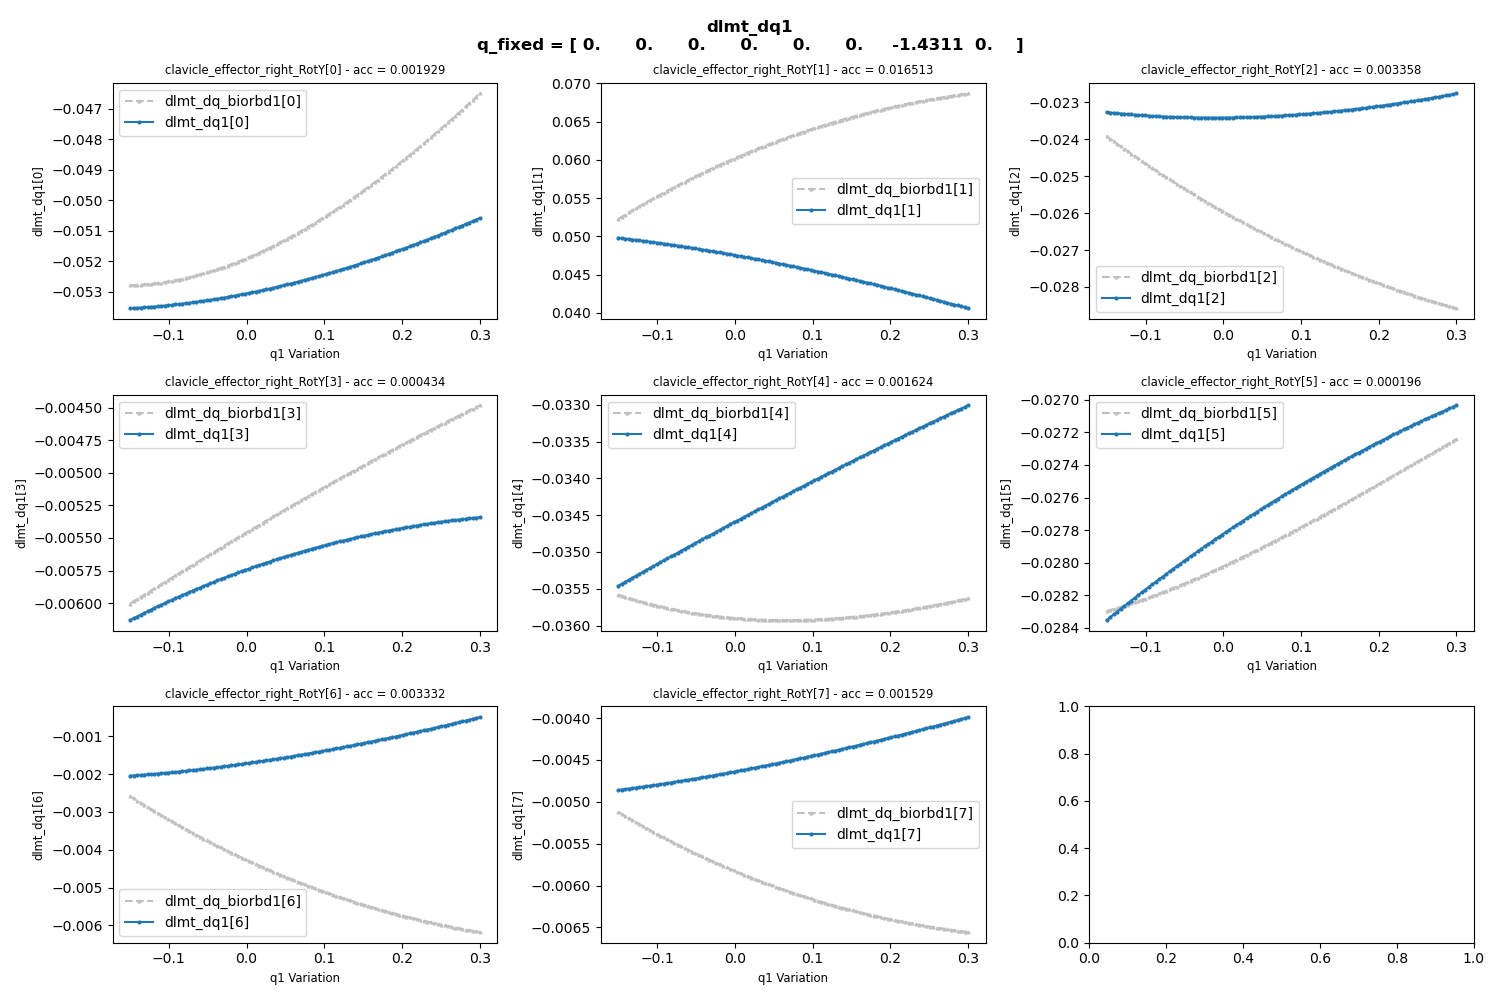 dlmt_dq1
q_fixed = [ 0. 0. 0. 0. 0. 0. -1.4311 0. ]
clavicle_effector_right_RotY[0] - acc = 0.001929
dlmt_dq1[0]
−0.047
−0.048
−0.049
−0.050
−0.051
−0.052
−0.053
dlmt_dq_biorbd1[0]
dlmt_dq1[0]
−0.1 0.0 0.1 0.2 0.3
q1 Variation
clavicle_effector_right_RotY[1] - acc = 0.016513
dlmt_dq1[1]
0.070
0.065
0.060
0.055
0.050
0.045
0.040
dlmt_dq_biorbd1[1]
dlmt_dq1[1]
−0.1 0.0 0.1 0.2 0.3
q1 Variation
clavicle_effector_right_RotY[2] - acc = 0.003358
dlmt_dq1[2]
−0.023
−0.024
−0.025
−0.026
−0.027
−0.028
dlmt_dq_biorbd1[2]
dlmt_dq1[2]
−0.1 0.0 0.1 0.2 0.3
q1 Variation
clavicle_effector_right_RotY[3] - acc = 0.000434
dlmt_dq1[3]
−0.00450
−0.00475
−0.00500
−0.00525
−0.00550
−0.00575
−0.00600
dlmt_dq_biorbd1[3]
dlmt_dq1[3]
−0.1 0.0 0.1 0.2 0.3
q1 Variation
clavicle_effector_right_RotY[4] - acc = 0.001624
dlmt_dq1[4]
−0.0330
−0.0335
−0.0340
−0.0345
−0.0350
−0.0355
−0.0360
dlmt_dq_biorbd1[4]
dlmt_dq1[4]
−0.1 0.0 0.1 0.2 0.3
q1 Variation
clavicle_effector_right_RotY[5] - acc = 0.000196
dlmt_dq1[5]
−0.0270
−0.0272
−0.0274
−0.0276
−0.0278
−0.0280
−0.0282
−0.0284
dlmt_dq_biorbd1[5]
dlmt_dq1[5]
−0.1 0.0 0.1 0.2 0.3
q1 Variation
clavicle_effector_right_RotY[6] - acc = 0.003332
dlmt_dq1[6]
−0.001
−0.002
−0.003
−0.004
−0.005
−0.006
dlmt_dq_biorbd1[6]
dlmt_dq1[6]
−0.1 0.0 0.1 0.2 0.3
q1 Variation
clavicle_effector_right_RotY[7] - acc = 0.001529
dlmt_dq1[7]
−0.0040
−0.0045
−0.0050
−0.0055
−0.0060
−0.0065
dlmt_dq_biorbd1[7]
dlmt_dq1[7]
−0.1 0.0 0.1 0.2 0.3
q1 Variation
1.0
0.8
0.6
0.4
0.2
0.0
0.0 0.2 0.4 0.6 0.8 1.0